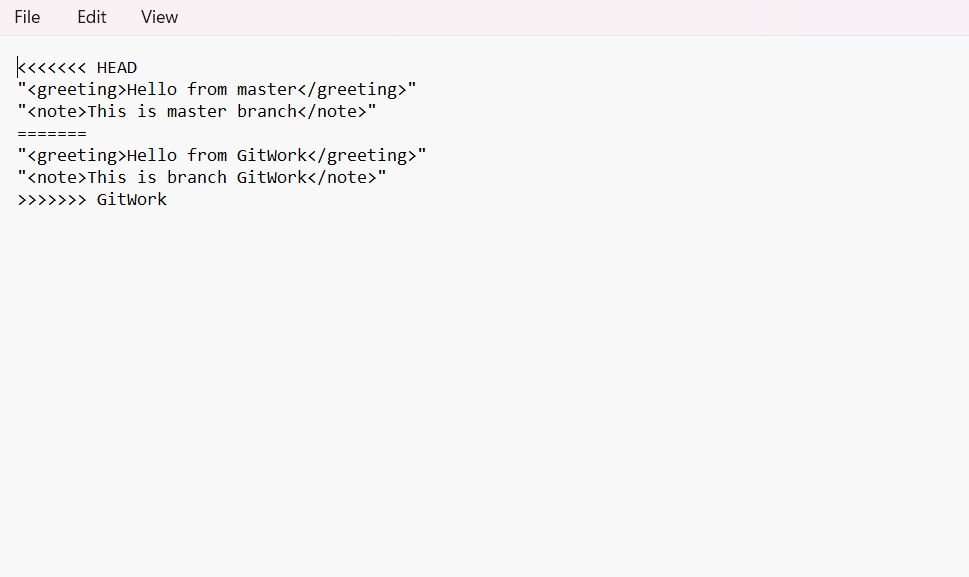 File Edit View
<<<<<<< HEAD
"<greeting>Hello from master</greeting>"
"<note>This is master branch</note>"
=======
"<greeting>Hello from GitWork</greeting>"
"<note>This is branch GitWork</note>"
>>>>>>> GitWork